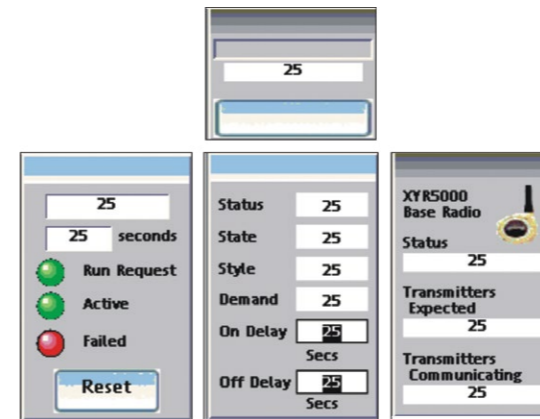 25
25
25 seconds
Run Request
Active
Failed
Reset
Status 25
State 25
Style 25
Demand 25
On Delay 25
Secs
Off Delay 25
Secs
XYR5000
Base Radio
Status
25
Transmitters
Expected
25
Transmitters
Communicating
25